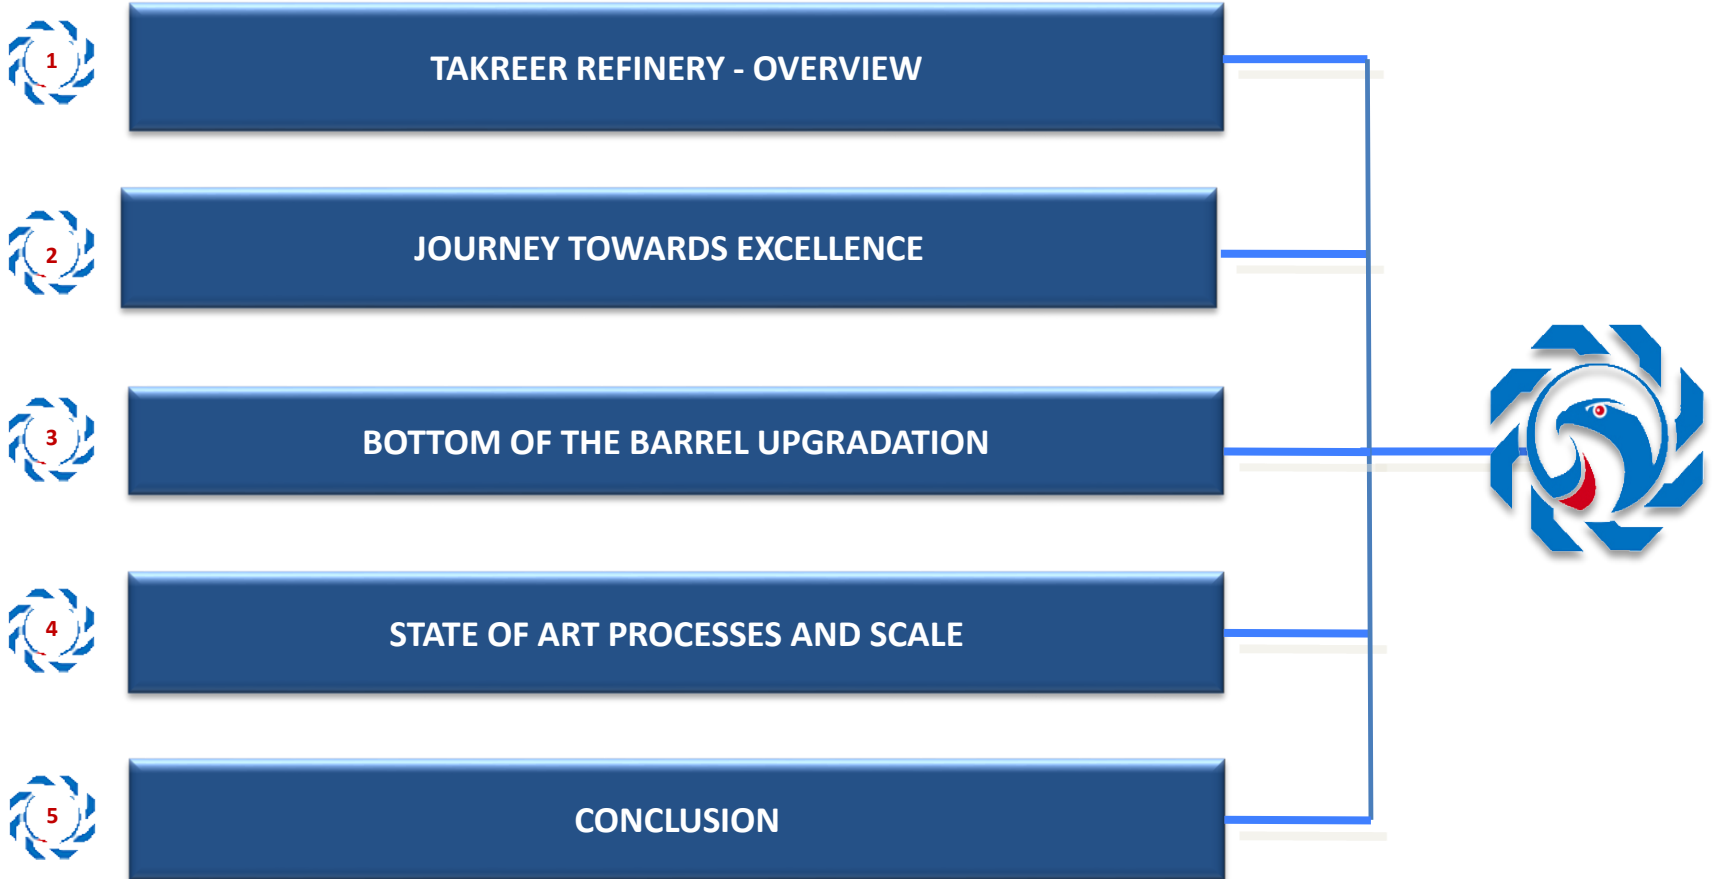 1
TAKREER REFINERY - OVERVIEW
2
JOURNEY TOWARDS EXCELLENCE
3
BOTTOM OF THE BARREL UPGRADATION
4
STATE OF ART PROCESSES AND SCALE
5
CONCLUSION